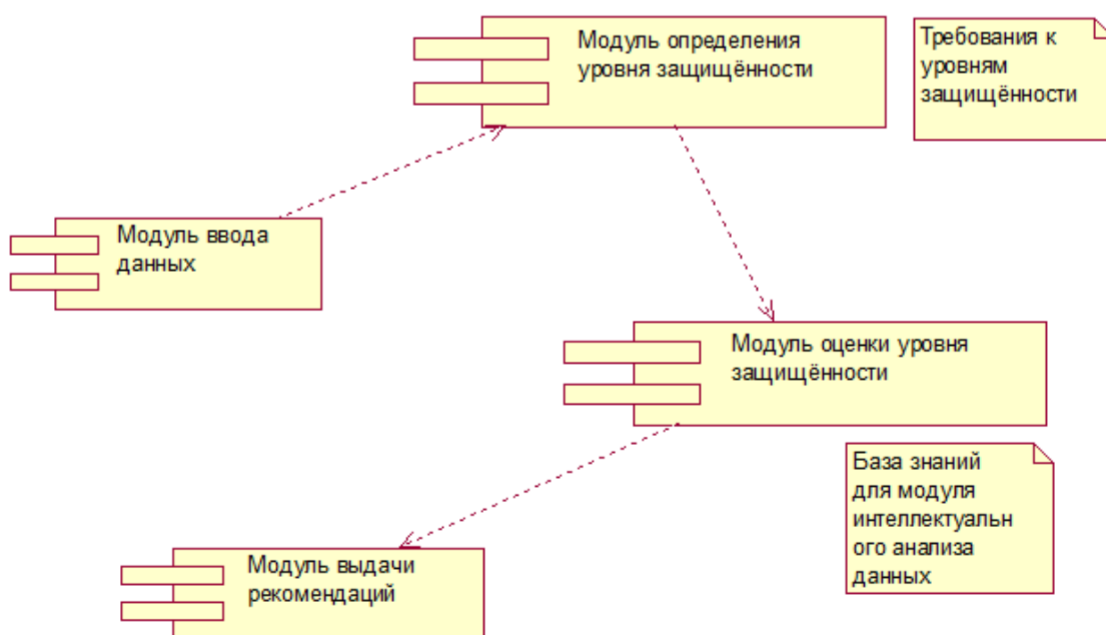 Модуль определения
уровня защищённости
Требования к
уровням
защищённости
Модуль ввода
данных
Модуль оценки уровня
защищённости
База знаний
для модуля
интеллектуальн
ого анализа
данных
Модуль выдачи
рекомендаций